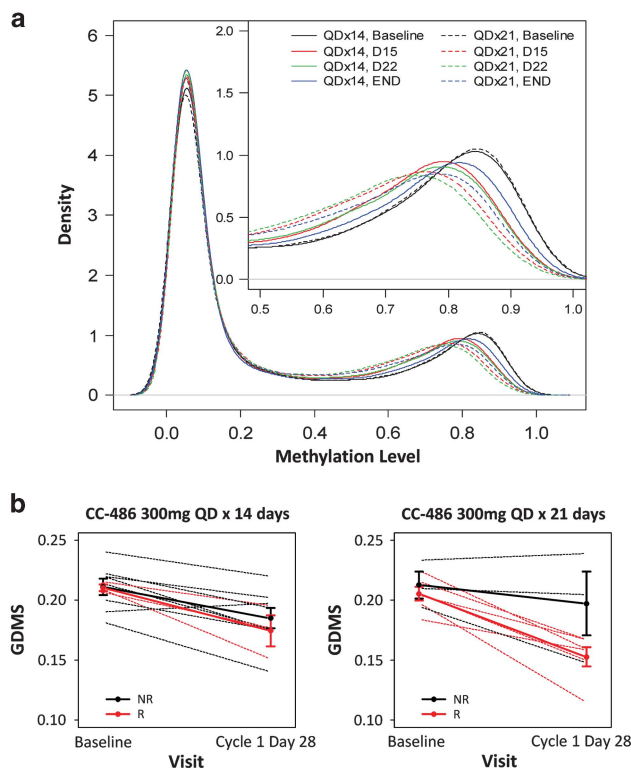 a
Density
6
5
4
3
2
1
0
2.0
1.5
1.0
0.5
0.0
QDx14, Baseline
QDx14, D15
QDx14, D22
QDx14, END
QDx21, Baseline
QDx21, D15
QDx21, D22
QDx21, END
0.5 0.6 0.7 0.8 0.9 1.0
0.0 0.2 0.4 0.6 0.8 1.0
Methylation Level
b
CC-486 300mg QD x 14 days
GDMS
0.25
0.20
0.15
0.10
NR
R
Baseline Cycle 1 Day 28
Visit
CC-486 300mg QD x 21 days
GDMS
0.25
0.20
0.15
0.10
NR
R
Baseline Cycle 1 Day 28
Visit